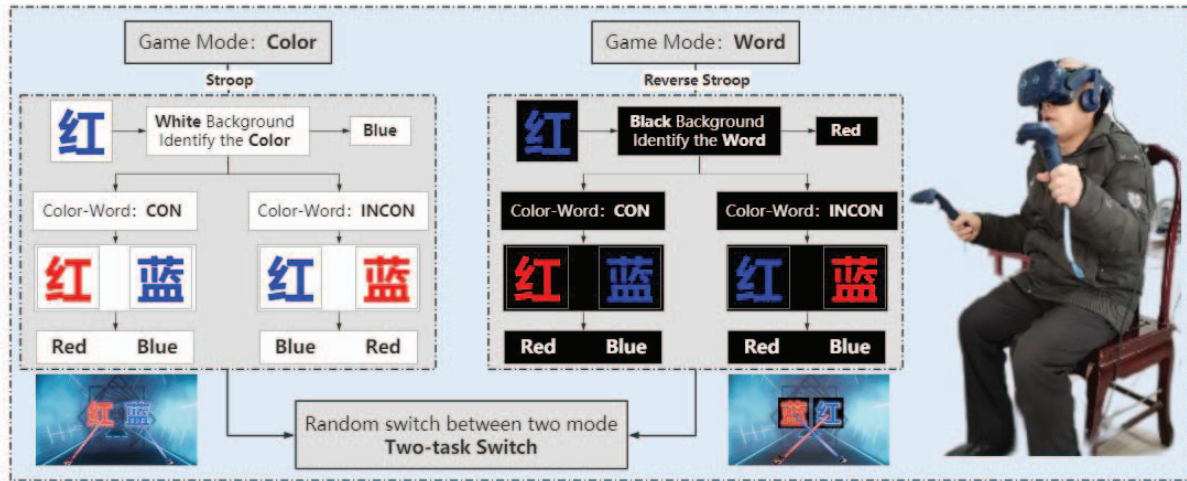 Game Mode: Color
Stroop
红
White Background
Identify the Color
Blue
Color-Word: CON
Color-Word: INCON
红 蓝
红 蓝
Red Blue
Blue Red
红 蓝
Game Mode: Word
Reverse Stroop
红
Black Background
Identify the Word
Red
Color-Word: CON
Color-Word: INCON
红 蓝
红 蓝
Red Blue
Red Blue
蓝 红
Random switch between two mode
Two-task Switch